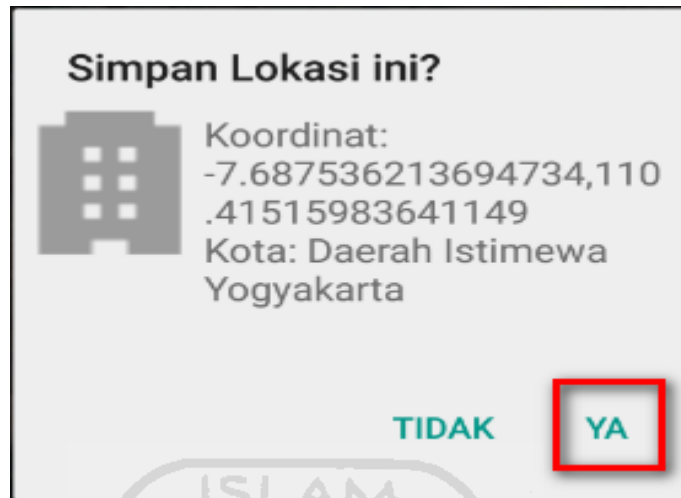 Simpan Lokasi ini?
Koordinat:
-7.687536213694734,110
.41515983641149
Kota: Daerah Istimewa
Yogyakarta
TIDAK
YA
ISLAM